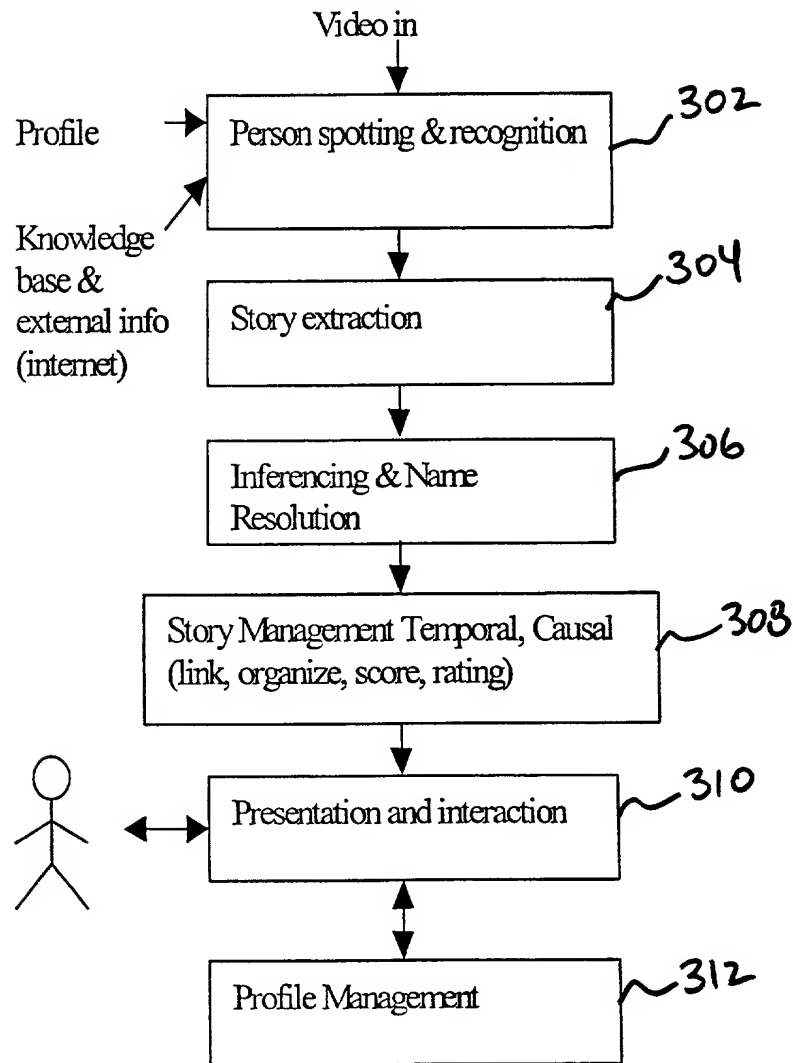 Video in
302
Profile
Person spotting & recognition
Knowledge
base &
external info
(internet)
304
Story extraction
306
Inferencing & Name
Resolution
308
Story Management Temporal, Causal
(link, organize, score, rating)
310
Presentation and interaction
312
Profile Management